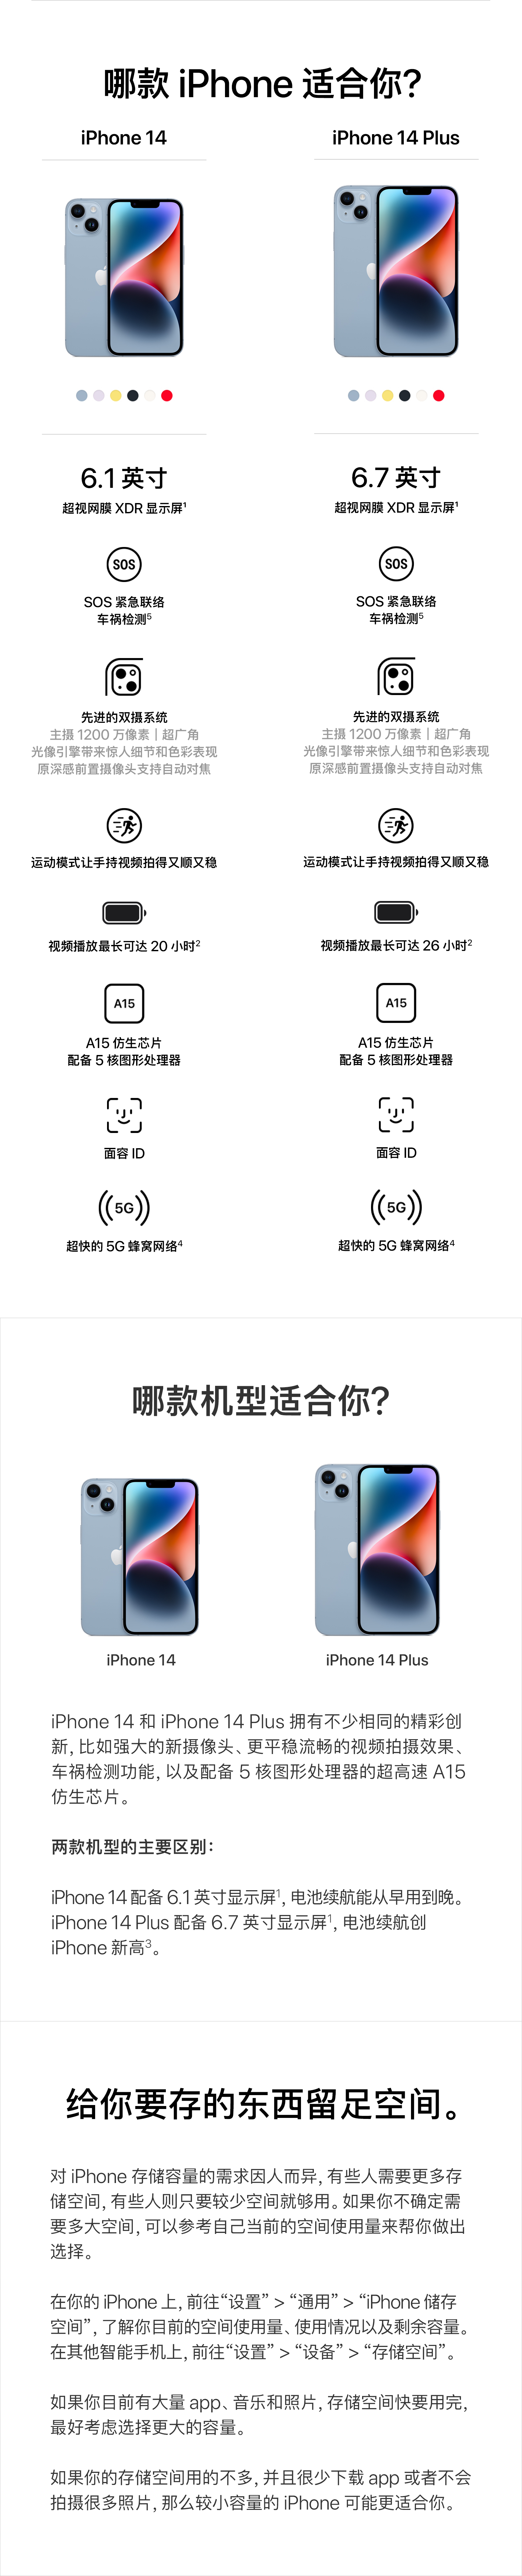 哪款 iPhone 适合你?
iPhone 14
iPhone 14 Plus
6.1 英寸
超视网膜 XDR 显示屏¹
6.7 英寸
超视网膜 XDR 显示屏¹
SOS
SOS 紧急联络
车祸检测⁵
SOS
SOS 紧急联络
车祸检测⁵
先进的双摄系统
主摄 1200 万像素｜超广角
光像引擎带来惊人细节和色彩表现
原深感前置摄像头支持自动对焦
先进的双摄系统
主摄 1200 万像素｜超广角
光像引擎带来惊人细节和色彩表现
原深感前置摄像头支持自动对焦
运动模式让手持视频拍得又顺又稳
运动模式让手持视频拍得又顺又稳
视频播放最长可达 20 小时²
视频播放最长可达 26 小时²
A15
A15 仿生芯片
配备 5 核图形处理器
A15
A15 仿生芯片
配备 5 核图形处理器
面容 ID
面容 ID
5G
超快的 5G 蜂窝网络⁴
5G
超快的 5G 蜂窝网络⁴
哪款机型适合你?
iPhone 14
iPhone 14 Plus
iPhone 14 和 iPhone 14 Plus 拥有不少相同的精彩创
新, 比如强大的新摄像头、更平稳流畅的视频拍摄效果、
车祸检测功能, 以及配备 5 核图形处理器的超高速 A15
仿生芯片。
两款机型的主要区别:
iPhone 14 配备 6.1 英寸显示屏¹, 电池续航能从早用到晚。
iPhone 14 Plus 配备 6.7 英寸显示屏¹, 电池续航创
iPhone 新高³。
给你要存的东西留足空间。
对 iPhone 存储容量的需求因人而异, 有些人需要更多存
储空间, 有些人则只要较少空间就够用。如果你不确定需
要多大空间, 可以参考自己当前的空间使用量来帮你做出
选择。
在你的 iPhone 上, 前往“设置” > “通用” > “iPhone 储存
空间”, 了解你目前的空间使用量、使用情况以及剩余容量。
在其他智能手机上, 前往“设置” > “设备” > “存储空间”。
如果你目前有大量 app、音乐和照片, 存储空间快要用完,
最好考虑选择更大的容量。
如果你的存储空间用的不多, 并且很少下载 app 或者不会
拍摄很多照片, 那么较小容量的 iPhone 可能更适合你。